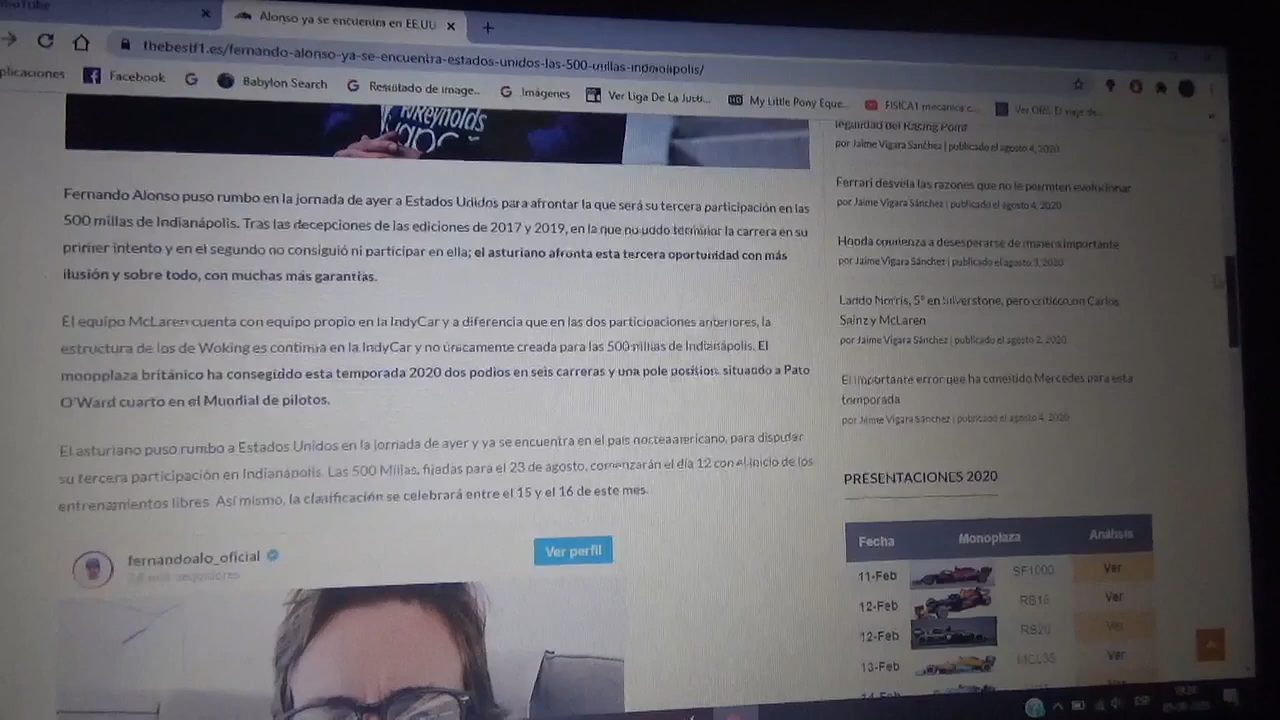 YouTube
Alonso ya se encuentra en EE.UU
thebestf1.es/fernando-alonso-ya-se-encuentra-estados-unidos-las-500-millas-indianapolis/
plicaciones
Facebook
Babylon Search
Resultado de image...
Imágenes
Ver Liga De La Justi...
My Little Pony Eque...
FISICA1 mecanica c...
Reynolds
legalidad del Racing Point
por Jaime Vigara Sánchez | publicado el agosto 4, 2020
Ferrari desvela las razones que no le permiten evolucionar
por Jaime Vigara Sánchez | publicado el agosto 4, 2020
Honda comienza a desesperarse de manera importante
por Jaime Vigara Sánchez | publicado el agosto 3, 2020
Lando Norris, 5º en Silverstone, pero crítico con Carlos
Sainz y McLaren
por Jaime Vigara Sánchez | publicado el agosto 2, 2020
El importante error que ha cometido Mercedes para esta
temporada
por Jaime Vigara Sánchez | publicado el agosto 4, 2020
Fernando Alonso puso rumbo en la jornada de ayer a Estados Unidos para afrontar la que será su tercera participación en las
500 millas de Indianápolis. Tras las decepciones de las ediciones de 2017 y 2019, en la que no pudo terminar la carrera en su
primer intento y en el segundo no consiguió ni participar en ella; el asturiano afronta esta tercera oportunidad con más
ilusión y sobre todo, con muchas más garantías.
El equipo McLaren cuenta con equipo propio en la IndyCar y a diferencia que en las dos participaciones anteriores, la
estructura de los de Woking es continua en la IndyCar y no únicamente creada para las 500 millas de Indianápolis. El
monoplaza británico ha conseguido esta temporada 2020 dos podios en seis carreras y una pole position, situando a Pato
O'Ward cuarto en el Mundial de pilotos.
El asturiano puso rumbo a Estados Unidos en la jornada de ayer y ya se encuentra en el país norteamericano, para disputar
su tercera participación en Indianápolis. Las 500 Millas, fijadas para el 23 de agosto, comenzarán el día 12 con el inicio de los
entrenamientos libres. Así mismo, la clasificación se celebrará entre el 15 y el 16 de este mes.
fernandoalo_oficial
Ver perfil
seguidores
PRESENTACIONES 2020
Fecha Monoplaza Análisis
11-Feb SF1000 Ver
12-Feb RB16 Ver
12-Feb RS20 Ver
13-Feb MCL35 Ver
14-Feb